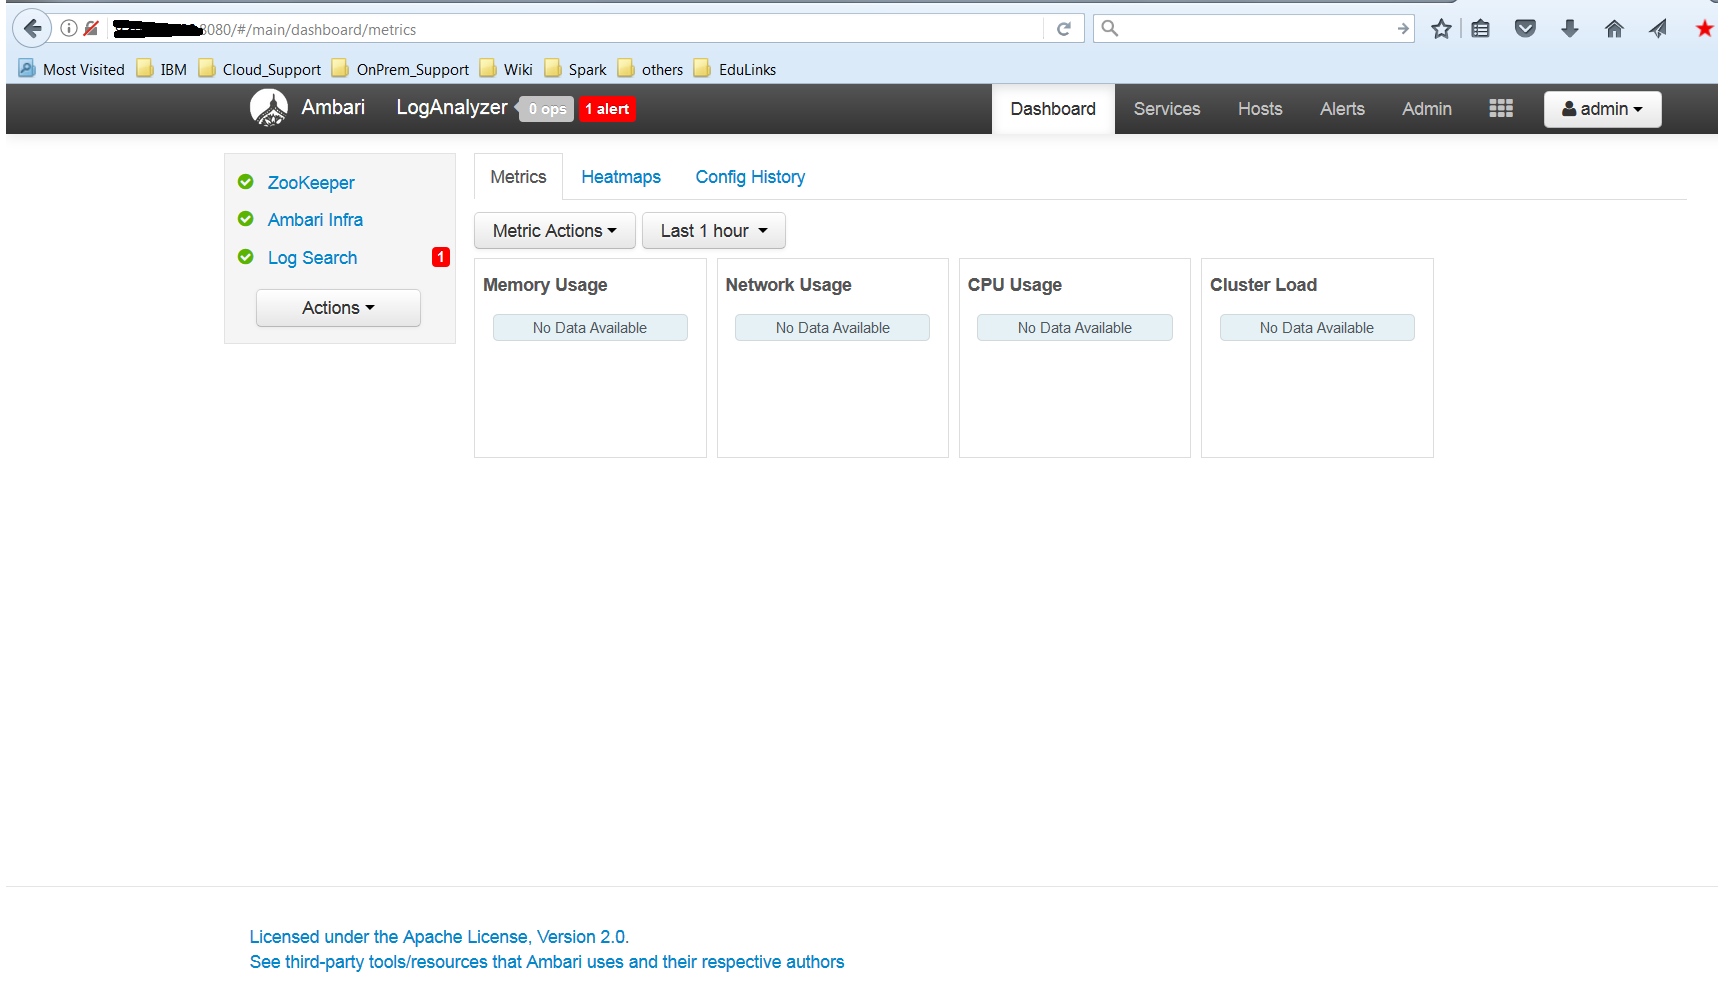 8080/#/main/dashboard/metrics
Most Visited IBM Cloud_Support OnPrem_Support Wiki Spark others EduLinks
Ambari LogAnalyzer 0 ops 1 alert Dashboard Services Hosts Alerts Admin admin
ZooKeeper
Ambari Infra
Log Search 1
Actions
Metrics Heatmaps Config History
Metric Actions Last 1 hour
Memory Usage Network Usage CPU Usage Cluster Load
No Data Available No Data Available No Data Available No Data Available
Licensed under the Apache License, Version 2.0.
See third-party tools/resources that Ambari uses and their respective authors